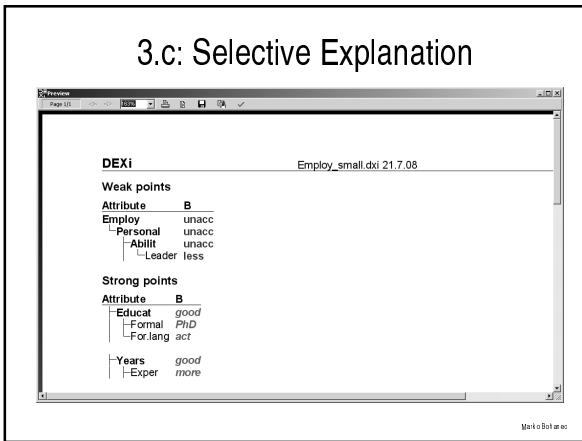 3.c: Selective Explanation
Preview
Page 1/1
100%
DEXi Employ_small.dxi 21.7.08
Weak points
Attribute B
Employ unacc
Personal unacc
Abilit unacc
Leader less
Strong points
Attribute B
Educat good
Formal PhD
For.lang act
Years good
Exper more
Marko Bohanec